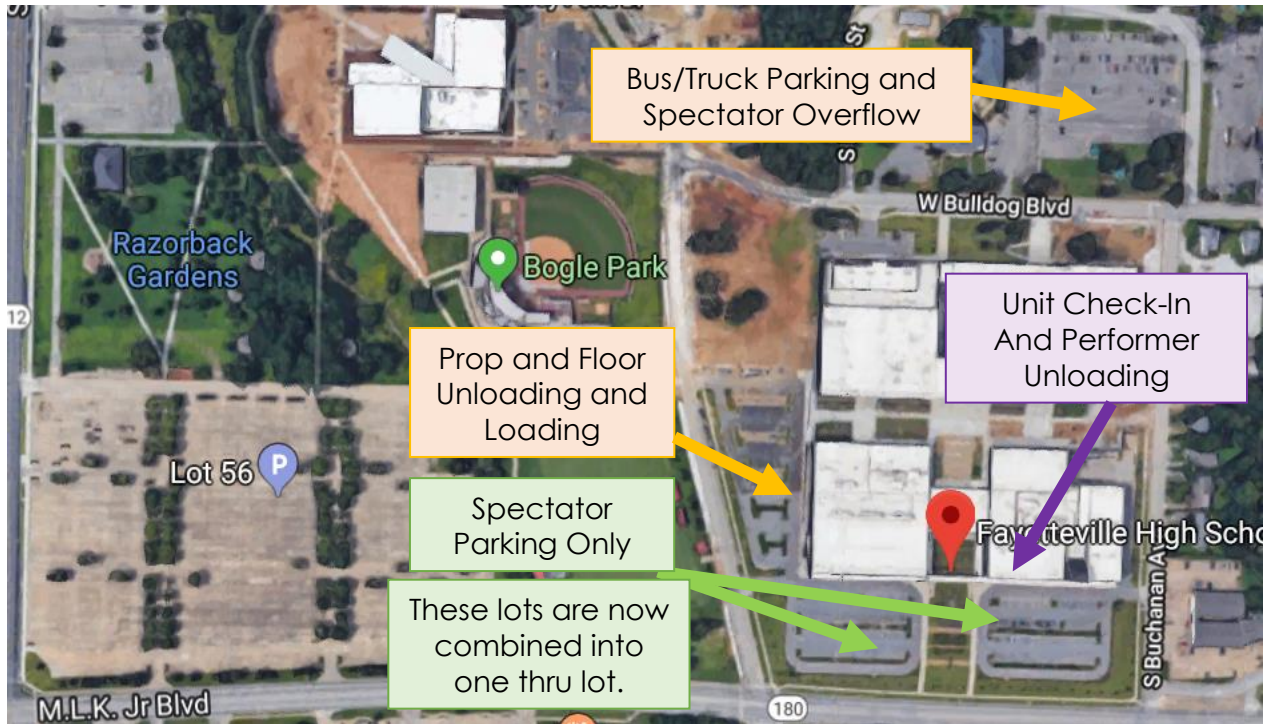 S St
Bus/Truck Parking and
Spectator Overflow
S
W Bulldog Blvd
Razorback
Gardens
Bogle Park
12
Unit Check-In
And Performer
Unloading
Prop and Floor
Unloading and
Loading
Lot 56
P
Spectator
Parking Only
Fayetteville High Scho
These lots are now
combined into
one thru lot.
S Buchanan A
M.L.K. Jr Blvd
180